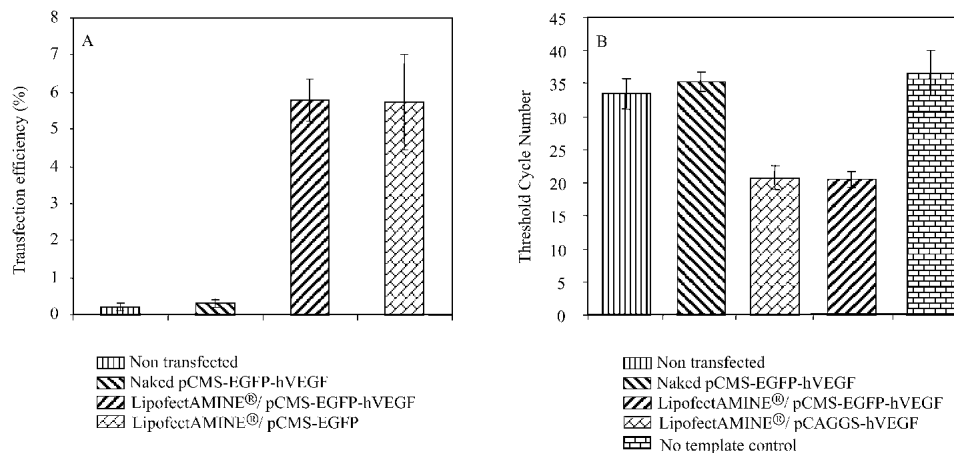 A
Transfection efficiency (%)
8
7
6
5
4
3
2
1
0
Non transfected
Naked pCMS-EGFP-hVEGF
LipofectAMINE®/ pCMS-EGFP-hVEGF
LipofectAMINE®/ pCMS-EGFP
B
Threshold Cycle Number
45
40
35
30
25
20
15
10
5
0
Non transfected
Naked pCMS-EGFP-hVEGF
LipofectAMINE®/ pCMS-EGFP-hVEGF
LipofectAMINE®/ pCAGGS-hVEGF
No template control